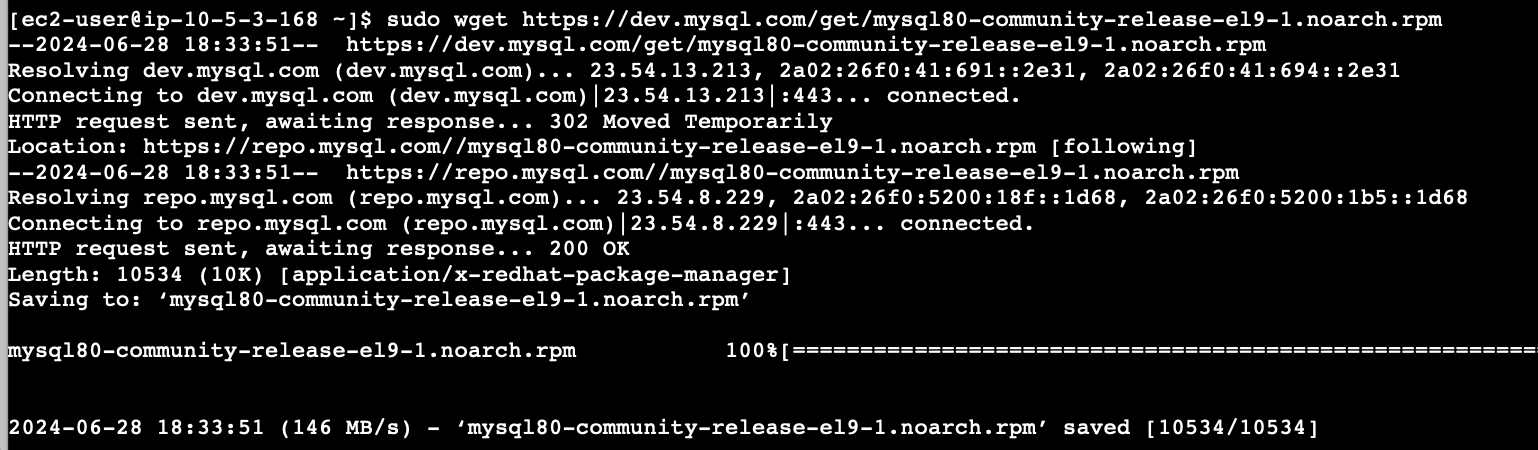 [ec2-user@ip-10-5-3-168 ~]$ sudo wget https://dev.mysql.com/get/mysql80-community-release-el9-1.noarch.rpm
--2024-06-28 18:33:51--  https://dev.mysql.com/get/mysql80-community-release-el9-1.noarch.rpm
Resolving dev.mysql.com (dev.mysql.com)... 23.54.13.213, 2a02:26f0:41:691::2e31, 2a02:26f0:41:694::2e31
Connecting to dev.mysql.com (dev.mysql.com)|23.54.13.213|:443... connected.
HTTP request sent, awaiting response... 302 Moved Temporarily
Location: https://repo.mysql.com//mysql80-community-release-el9-1.noarch.rpm [following]
--2024-06-28 18:33:51--  https://repo.mysql.com//mysql80-community-release-el9-1.noarch.rpm
Resolving repo.mysql.com (repo.mysql.com)... 23.54.8.229, 2a02:26f0:5200:18f::1d68, 2a02:26f0:5200:1b5::1d68
Connecting to repo.mysql.com (repo.mysql.com)|23.54.8.229|:443... connected.
HTTP request sent, awaiting response... 200 OK
Length: 10534 (10K) [application/x-redhat-package-manager]
Saving to: ‘mysql80-community-release-el9-1.noarch.rpm’
mysql80-community-release-el9-1.noarch.rpm           100%[=======================================================
2024-06-28 18:33:51 (146 MB/s) - ‘mysql80-community-release-el9-1.noarch.rpm’ saved [10534/10534]